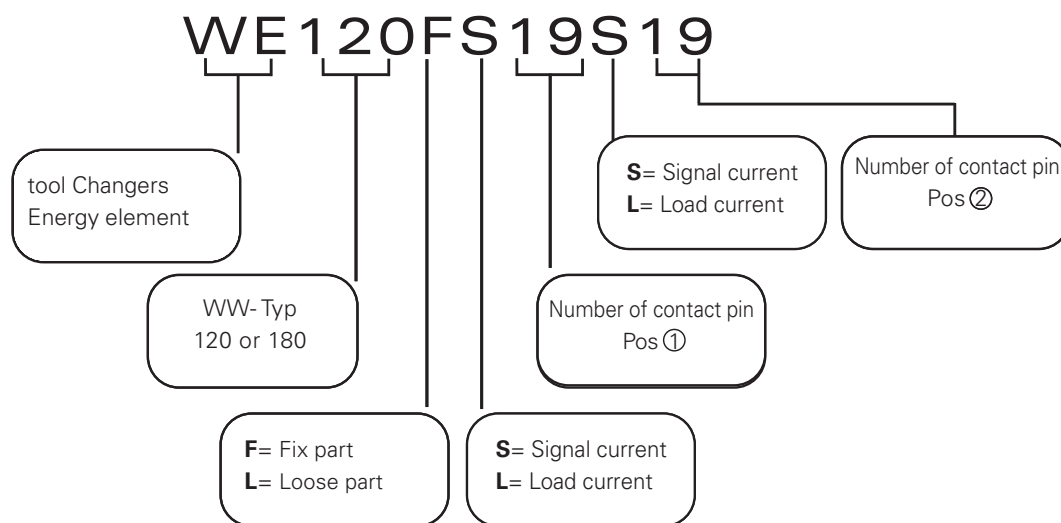 WE120FS19S19
tool Changers
Energy element
WW-Typ
120 or 180
F= Fix part
L= Loose part
S= Signal current
L= Load current
Number of contact pin
Pos ①
S= Signal current
L= Load current
Number of contact pin
Pos ②